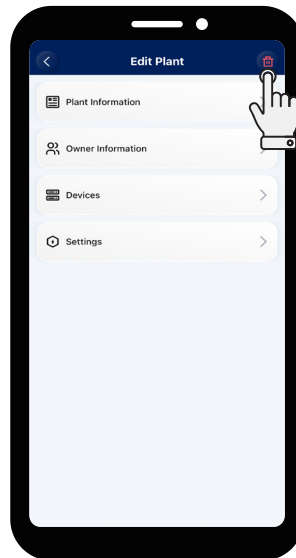 Edit Plant
Plant Information
Owner Information
Devices
Settings